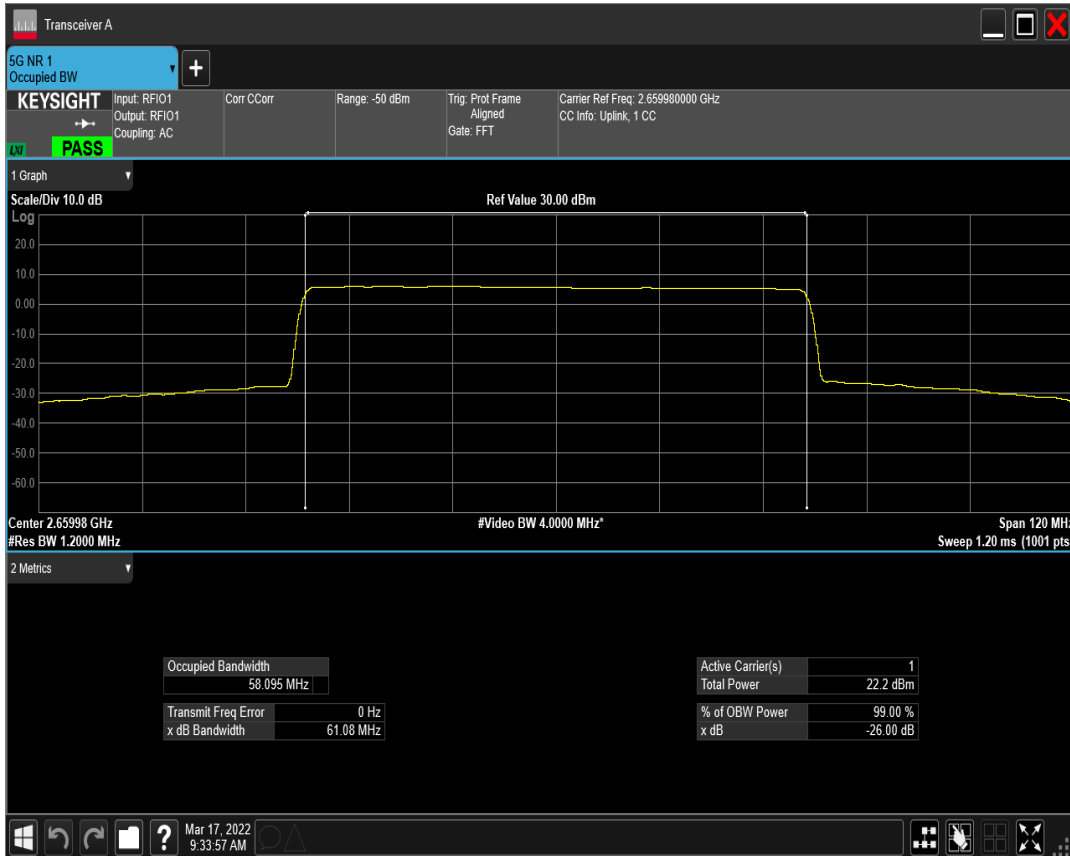 Transceiver A
5G NR 1
Occupied BW
+
KEYSIGHT
LXI
PASS
Input: RFIO1
Output: RFIO1
Coupling: AC
Corr CCorr
Range: -50 dBm
Trig: Prot Frame
Aligned
Gate: FFT
Carrier Ref Freq: 2.659980000 GHz
CC Info: Uplink, 1 CC
1 Graph
Scale/Div 10.0 dB
Ref Value 30.00 dBm
Log
20.0
10.0
0.00
-10.0
-20.0
-30.0
-40.0
-50.0
-60.0
Center 2.65998 GHz
#Video BW 4.0000 MHz*
Span 120 MHz
#Res BW 1.2000 MHz
Sweep 1.20 ms (1001 pts
2 Metrics
Occupied Bandwidth
58.095 MHz
Transmit Freq Error 0 Hz
x dB Bandwidth 61.08 MHz
Active Carrier(s) 1
Total Power 22.2 dBm
% of OBW Power 99.00 %
x dB -26.00 dB
?
Mar 17, 2022
9:33:57 AM